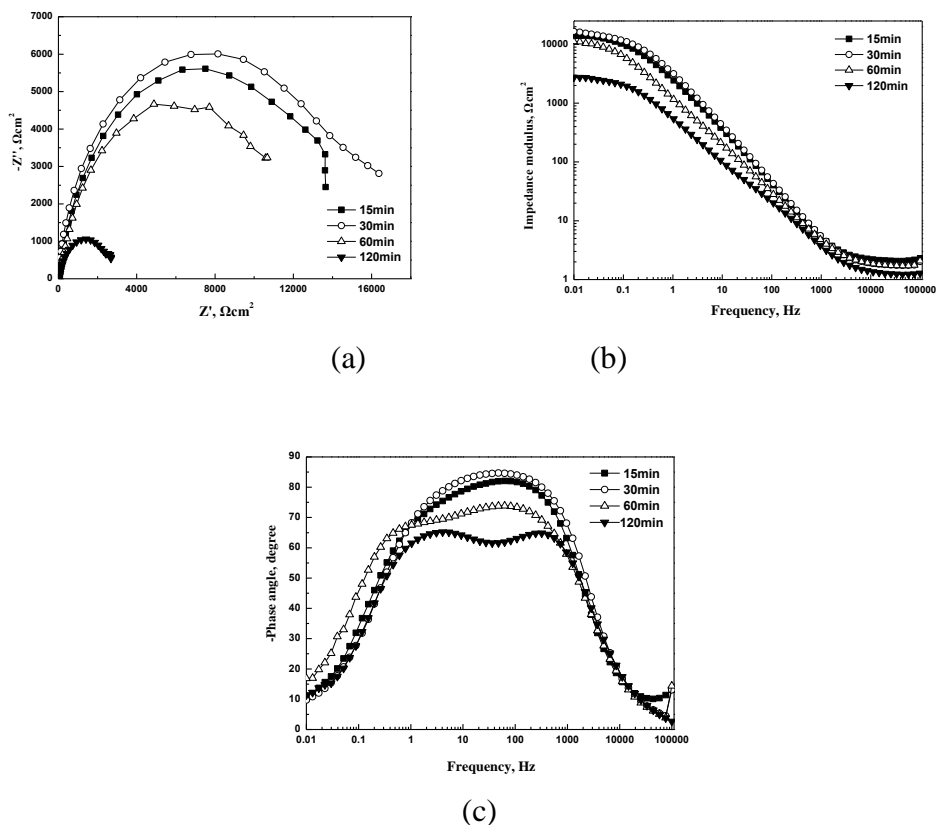 7000
6000
5000
4000
3000
2000
1000
0
-Z'', Ωcm²
0 4000 8000 12000 16000
Z', Ωcm²
15min
30min
60min
120min
(a)
10000
1000
100
10
1
Impedance modulus, Ωcm²
0.01 0.1 1 10 100 1000 10000 100000
Frequency, Hz
15min
30min
60min
120min
(b)
90
80
70
60
50
40
30
20
10
0
-Phase angle, degree
0.01 0.1 1 10 100 1000 10000 100000
Frequency, Hz
15min
30min
60min
120min
(c)